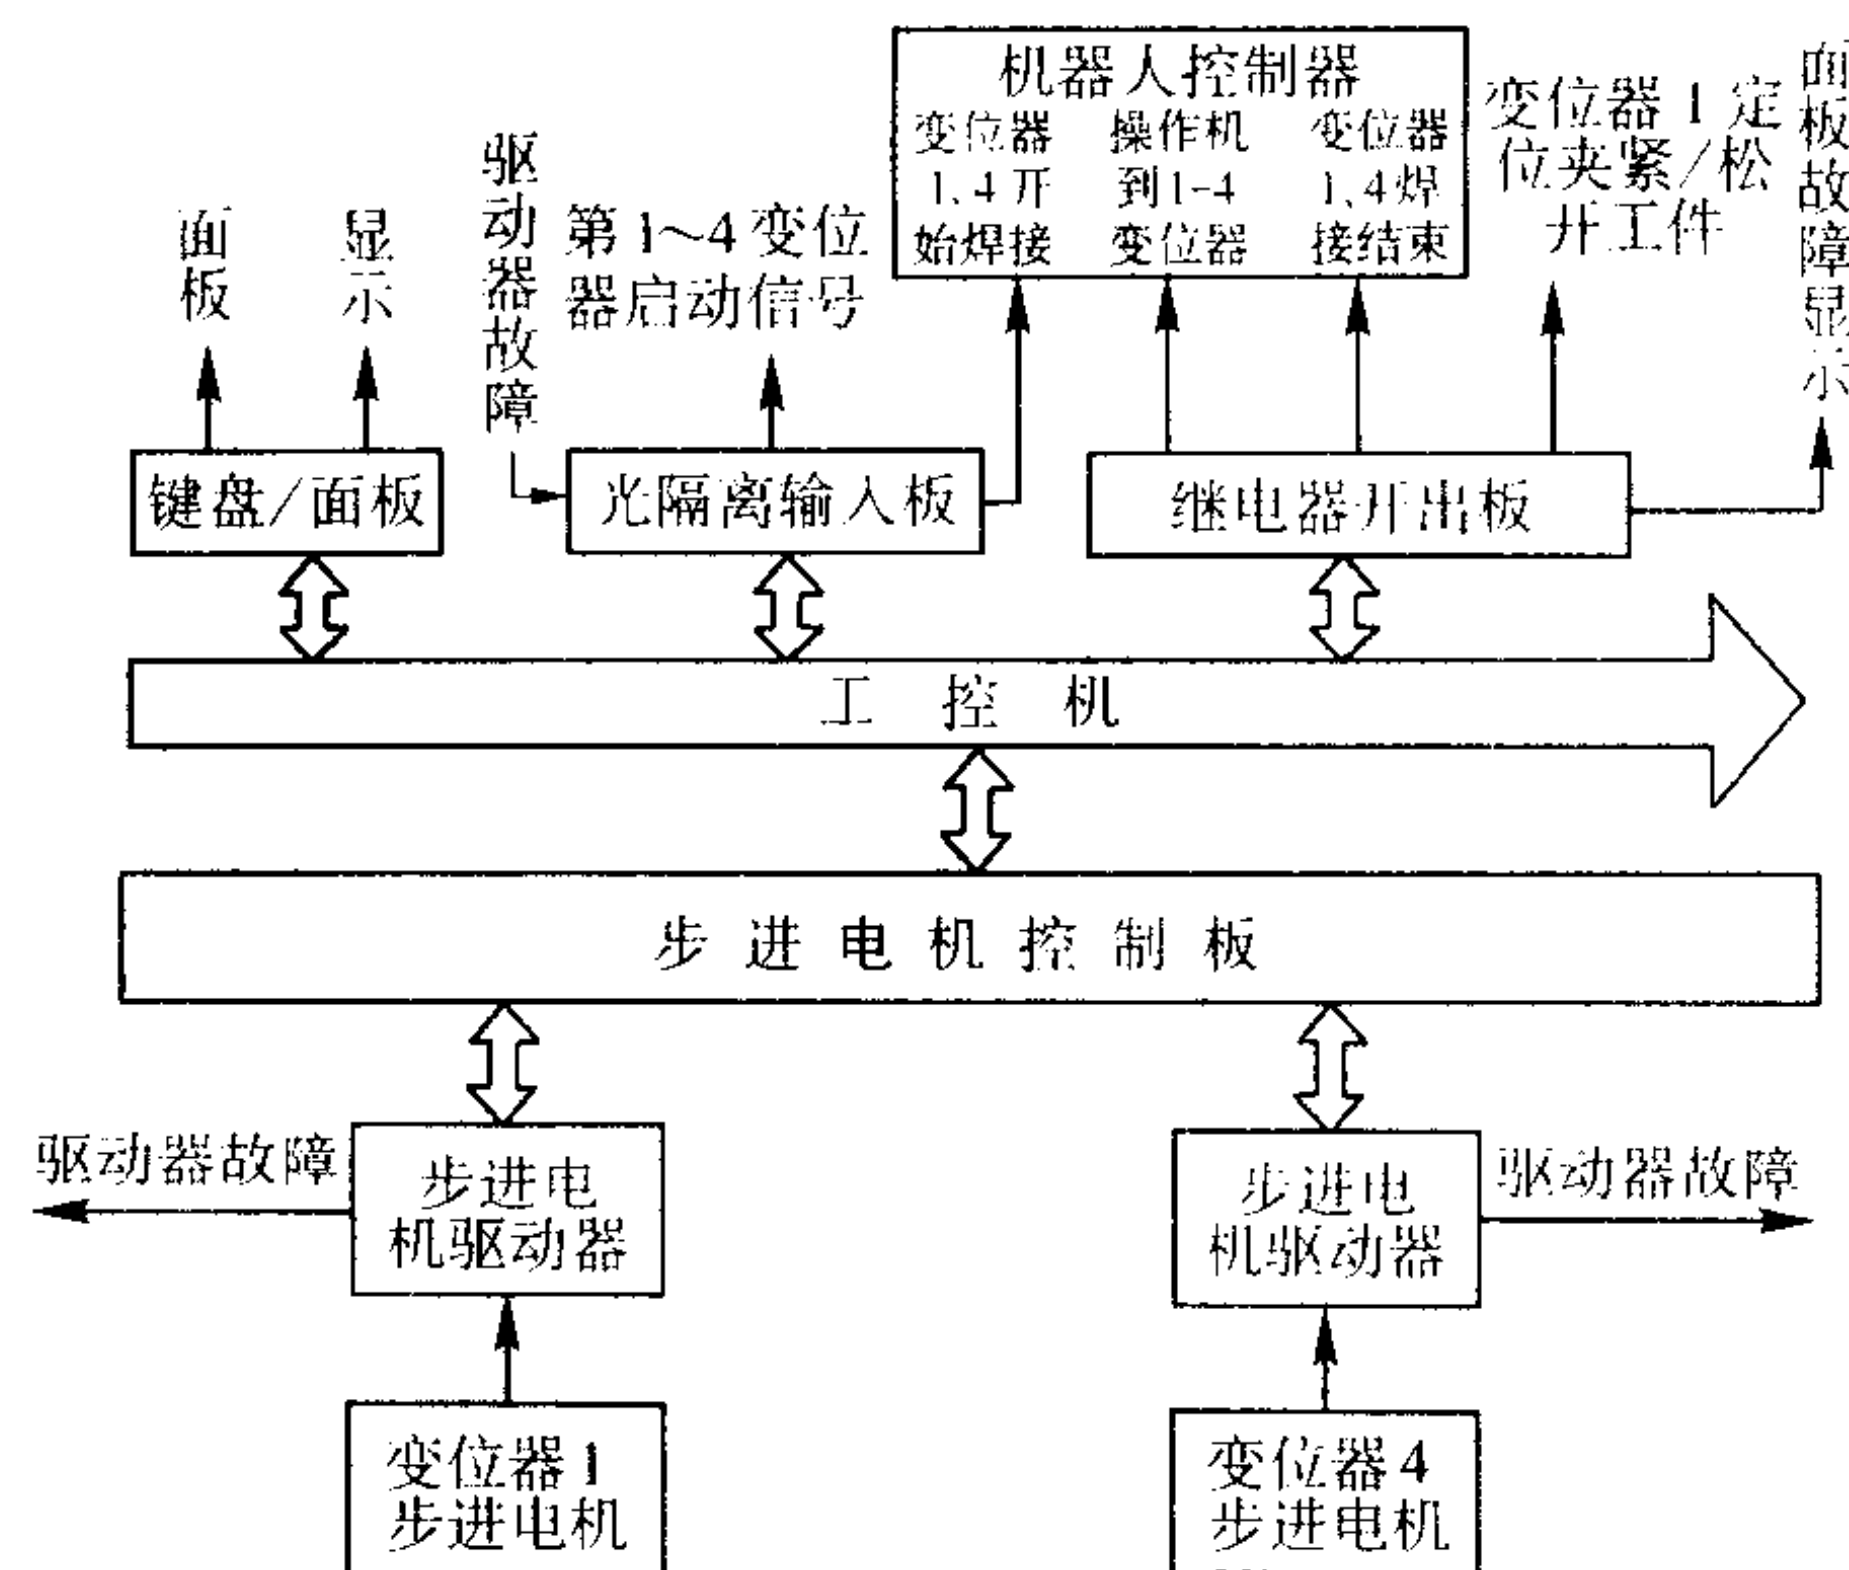 机器人控制器
变位器
1,4开
始焊接
操作机
到1-4
变位器
变位器
1,4焊
接结束
变位器1定
位夹紧/松
开工件
面板故障显示
面板
显示
驱动器故障
第1~4变位
器启动信号
键盘/面板
光隔离输入板
继电器开出板
工控机
步进电机控制板
驱动器故障
步进电
机驱动器
步进电
机驱动器
驱动器故障
变位器1
步进电机
变位器4
步进电机